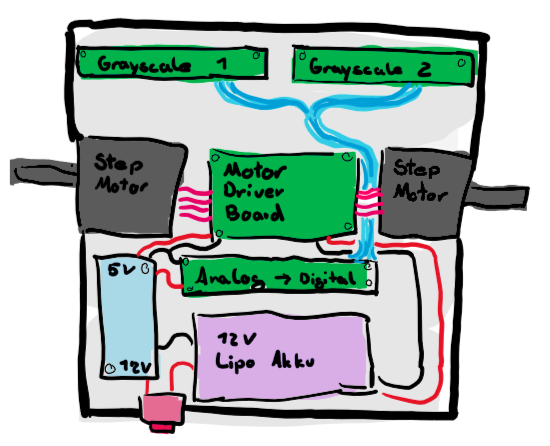 Grayscale 1
Grayscale 2
Step
Motor
Motor
Driver
Board
Step
Motor
5V
Analog → Digital
12V
12V
Lipo Akku